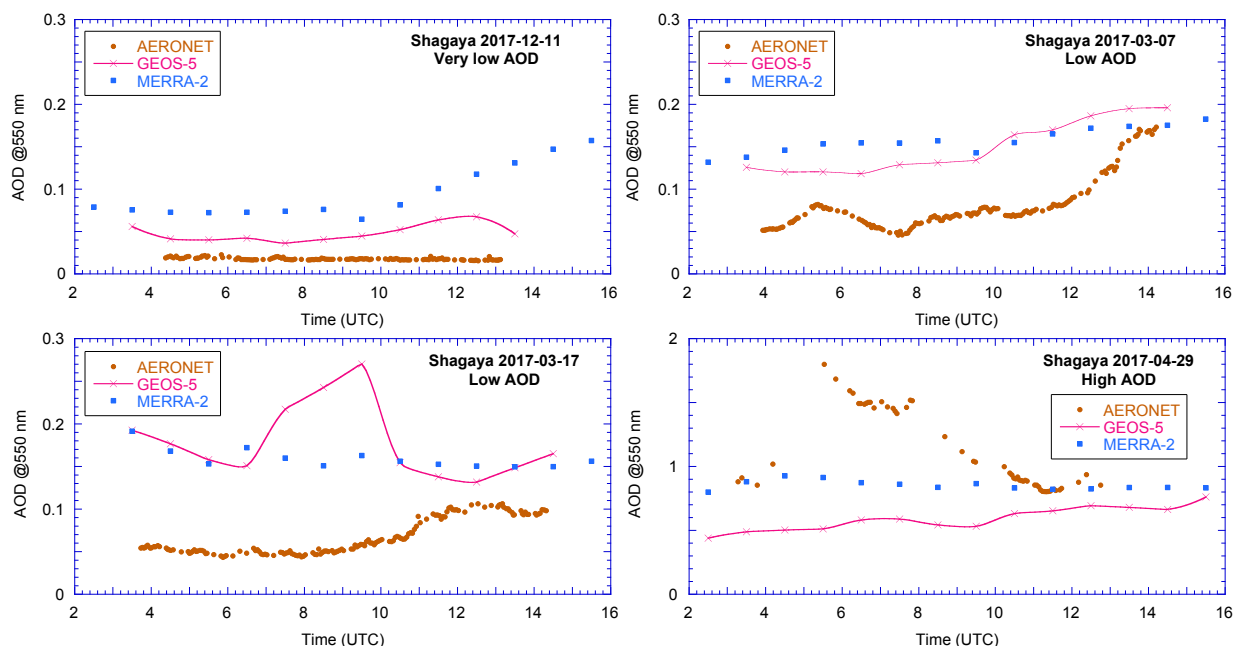 0.3
0.2
0.1
0
AOD @550 nm
AERONET
GEOS-5
MERRA-2
Shagaya 2017-12-11
Very low AOD
2 4 6 8 10 12 14 16
Time (UTC)
0.3
0.2
0.1
0
AOD @550 nm
AERONET
GEOS-5
MERRA-2
Shagaya 2017-03-07
Low AOD
2 4 6 8 10 12 14 16
Time (UTC)
0.3
0.2
0.1
0
AOD @550 nm
AERONET
GEOS-5
MERRA-2
Shagaya 2017-03-17
Low AOD
2 4 6 8 10 12 14 16
Time (UTC)
2
1
0
AOD @550 nm
Shagaya 2017-04-29
High AOD
AERONET
GEOS-5
MERRA-2
2 4 6 8 10 12 14 16
Time (UTC)